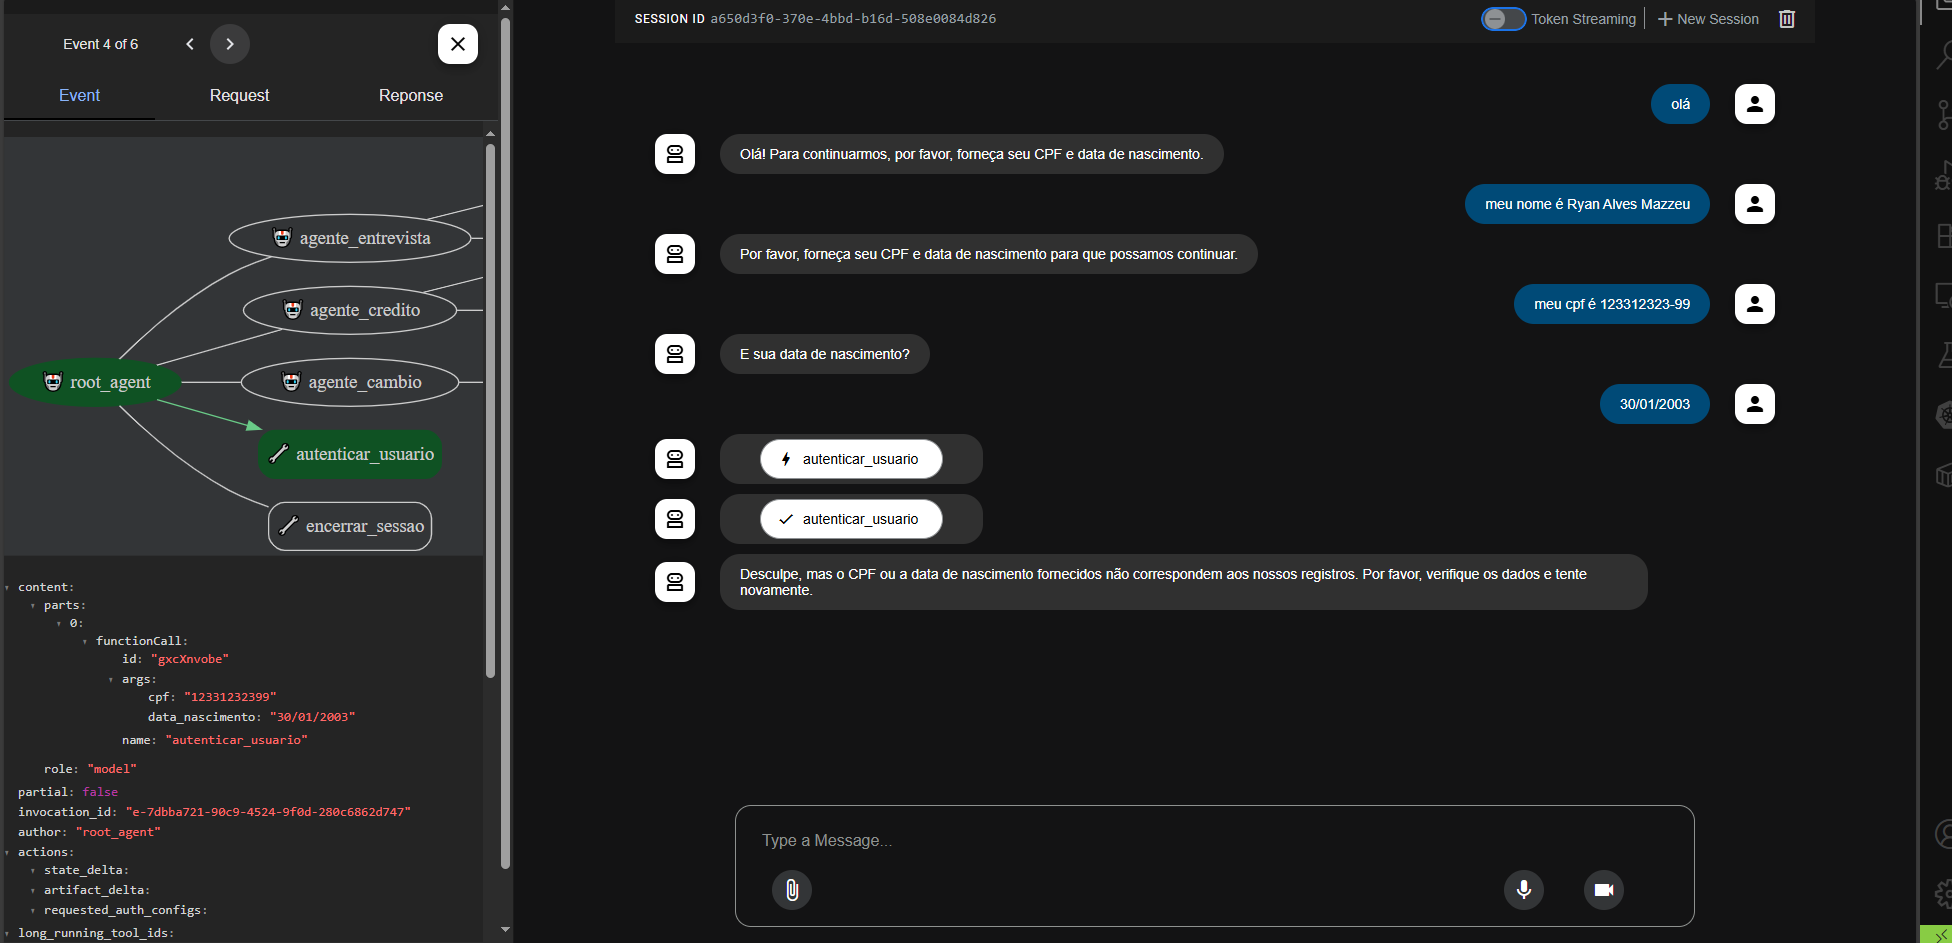 Event 4 of 6
Event
Request
Reponse
agente_entrevista
agente_credito
root_agent
agente_cambio
autenticar_usuario
encerrar_sessao
content:
parts:
0:
functionCall:
id: "gxcXnvobe"
args:
cpf: "12331232399"
data_nascimento: "30/01/2003"
name: "autenticar_usuario"
role: "model"
partial: false
invocation_id: "e-7dbba721-90c9-4524-9f0d-280c6862d747"
author: "root_agent"
actions:
state_delta:
artifact_delta:
requested_auth_configs:
long_running_tool_ids:
SESSION ID a650d3f0-370e-4bbd-b16d-508e0084d826
Token Streaming
New Session
olá
Olá! Para continuarmos, por favor, forneça seu CPF e data de nascimento.
meu nome é Ryan Alves Mazzeu
Por favor, forneça seu CPF e data de nascimento para que possamos continuar.
meu cpf é 123312323-99
E sua data de nascimento?
30/01/2003
autenticar_usuario
autenticar_usuario
Desculpe, mas o CPF ou a data de nascimento fornecidos não correspondem aos nossos registros. Por favor, verifique os dados e tente
novamente.
Type a Message...